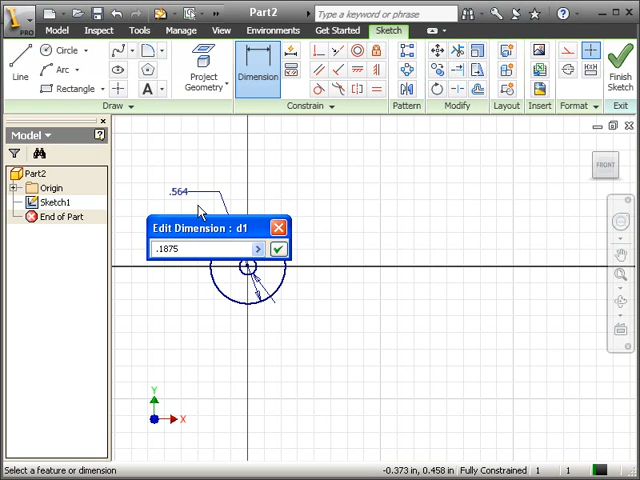 Part2
Type a keyword or phrase
PRO
Model Inspect Tools Manage View Environments Get Started Sketch
Line
Circle
Arc
Rectangle
Project Geometry
Dimension
Finish Sketch
Draw Constrain Pattern Modify Layout Insert Format Exit
Model
Part2
Origin
Sketch1
End of Part
.564
FRONT
Edit Dimension : d1
.1875
Y
X
Select a feature or dimension
-0.373 in, 0.458 in Fully Constrained 1 1